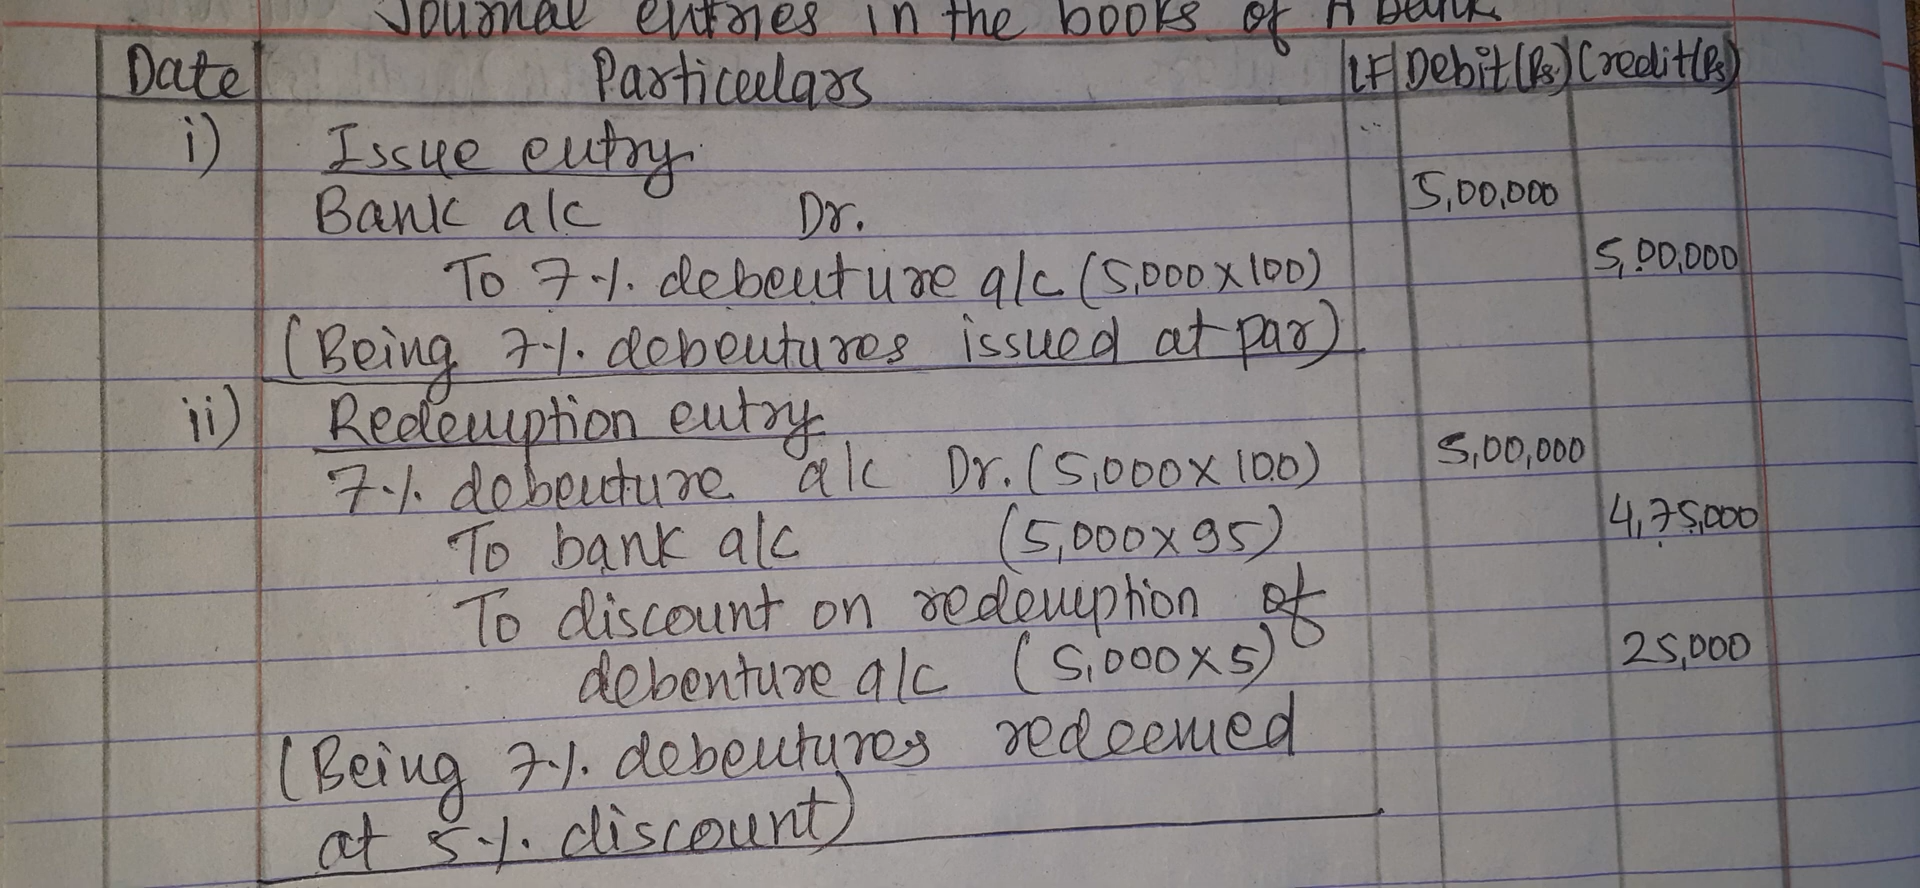 Journal entries in the books of A bank
Date Particulars LF Debit(Rs.) Credit(Rs)
i) Issue entry
Bank a/c Dr. 5,00,000
To 7% debenture a/c (5,000 x 100) 5,00,000
(Being 7% debentures issued at par)
ii) Redemption entry
7% debenture a/c Dr. (5,000 x 100) 5,00,000
To bank a/c (5,000 x 95) 4,75,000
To discount on redemption of
debenture a/c (5,000 x 5) 25,000
(Being 7% debentures redeemed
at 5% discount)